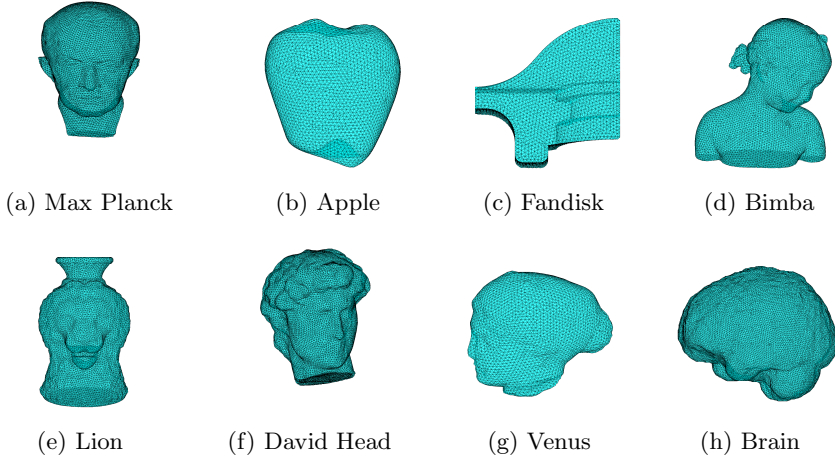 (a) Max Planck
(b) Apple
(c) Fandisk
(d) Bimba
(e) Lion
(f) David Head
(g) Venus
(h) Brain